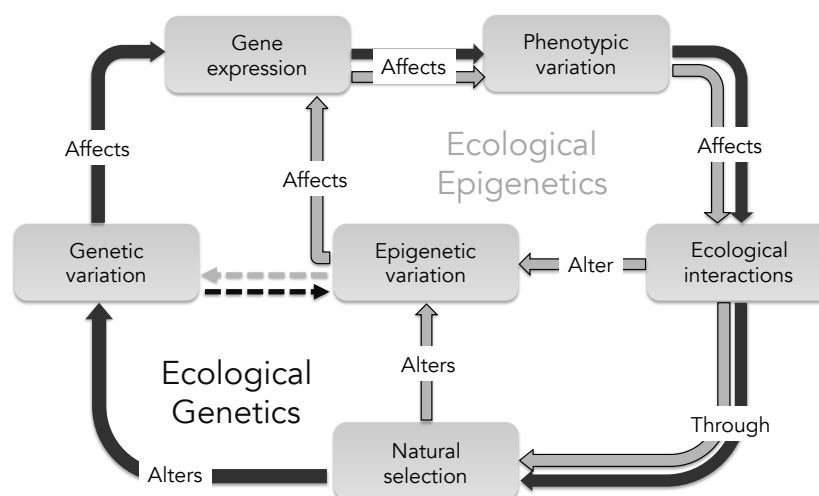 Gene
expression
Affects
Phenotypic
variation
Affects
Affects
Affects
Ecological
Epigenetics
Genetic
variation
Epigenetic
variation
Alter
Ecological
interactions
Ecological
Genetics
Alters
Through
Natural
selection
Alters